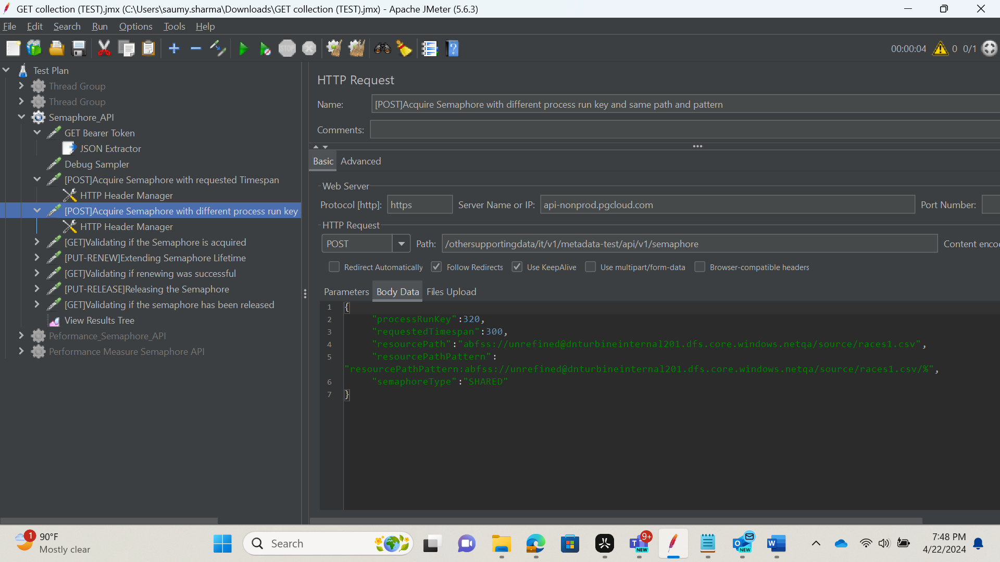 GET collection (TEST).jmx (C:\Users\saumy.sharma\Downloads\GET collection (TEST).jmx) - Apache JMeter (5.6.3)
File Edit Search Run Options Tools Help
STOP
00:00:04 0 0/1
Test Plan
Thread Group
Thread Group
Semaphore_API
GET Bearer Token
JSON Extractor
Debug Sampler
[POST]Acquire Semaphore with requested Timespan
HTTP Header Manager
[POST]Acquire Semaphore with different process run key
HTTP Header Manager
[GET]Validating if the Semaphore is acquired
[PUT-RENEW]Extending Semaphore Lifetime
[GET]Validating if renewing was successful
[PUT-RELEASE]Releasing the Semaphore
[GET]Validating if the semaphore has been released
View Results Tree
Peformance_Semaphore_API
Performance Measure Semaphore API
HTTP Request
Name: [POST]Acquire Semaphore with different process run key and same path and pattern
Comments:
Basic Advanced
Web Server
Protocol [http]: https Server Name or IP: api-nonprod.pgcloud.com Port Number:
HTTP Request
POST Path: /othersupportingdata/it/v1/metadata-test/api/v1/semaphore Content enco
Redirect Automatically Follow Redirects Use KeepAlive Use multipart/form-data Browser-compatible headers
Parameters Body Data Files Upload
1 {
2 "processRunKey":320,
3 "requestedTimespan":300,
4 "resourcePath":"abfss://unrefined@dnturbineinternal201.dfs.core.windows.netqa/source/races1.csv",
5 "resourcePathPattern":
"resourcePathPattern:abfss://unrefined@dnturbineinternal201.dfs.core.windows.netqa/source/races1.csv/%",
6 "semaphoreType":"SHARED"
7 }
1 90°F
Mostly clear
Search
9+
NEW
NEW
7:48 PM
4/22/2024